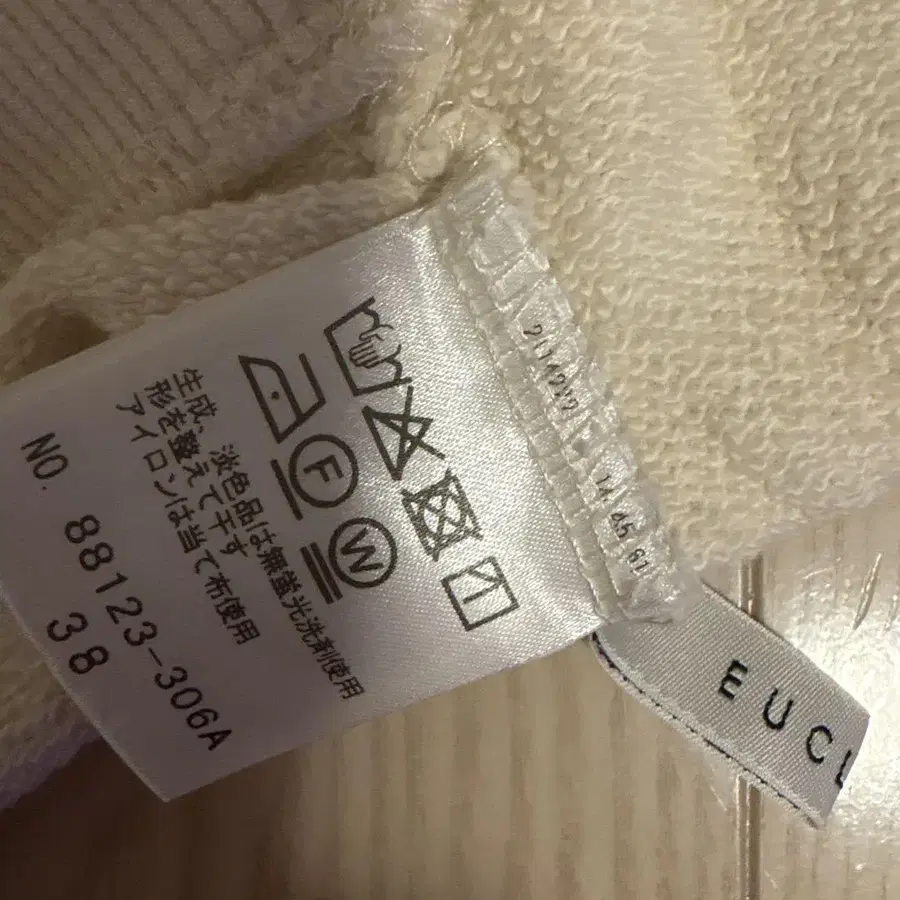 生成、淡色品は無蛍光洗剤使用
形を整えて干す
アイロンは当て布使用
NO. 88123-306A
38
F
W
EUCL